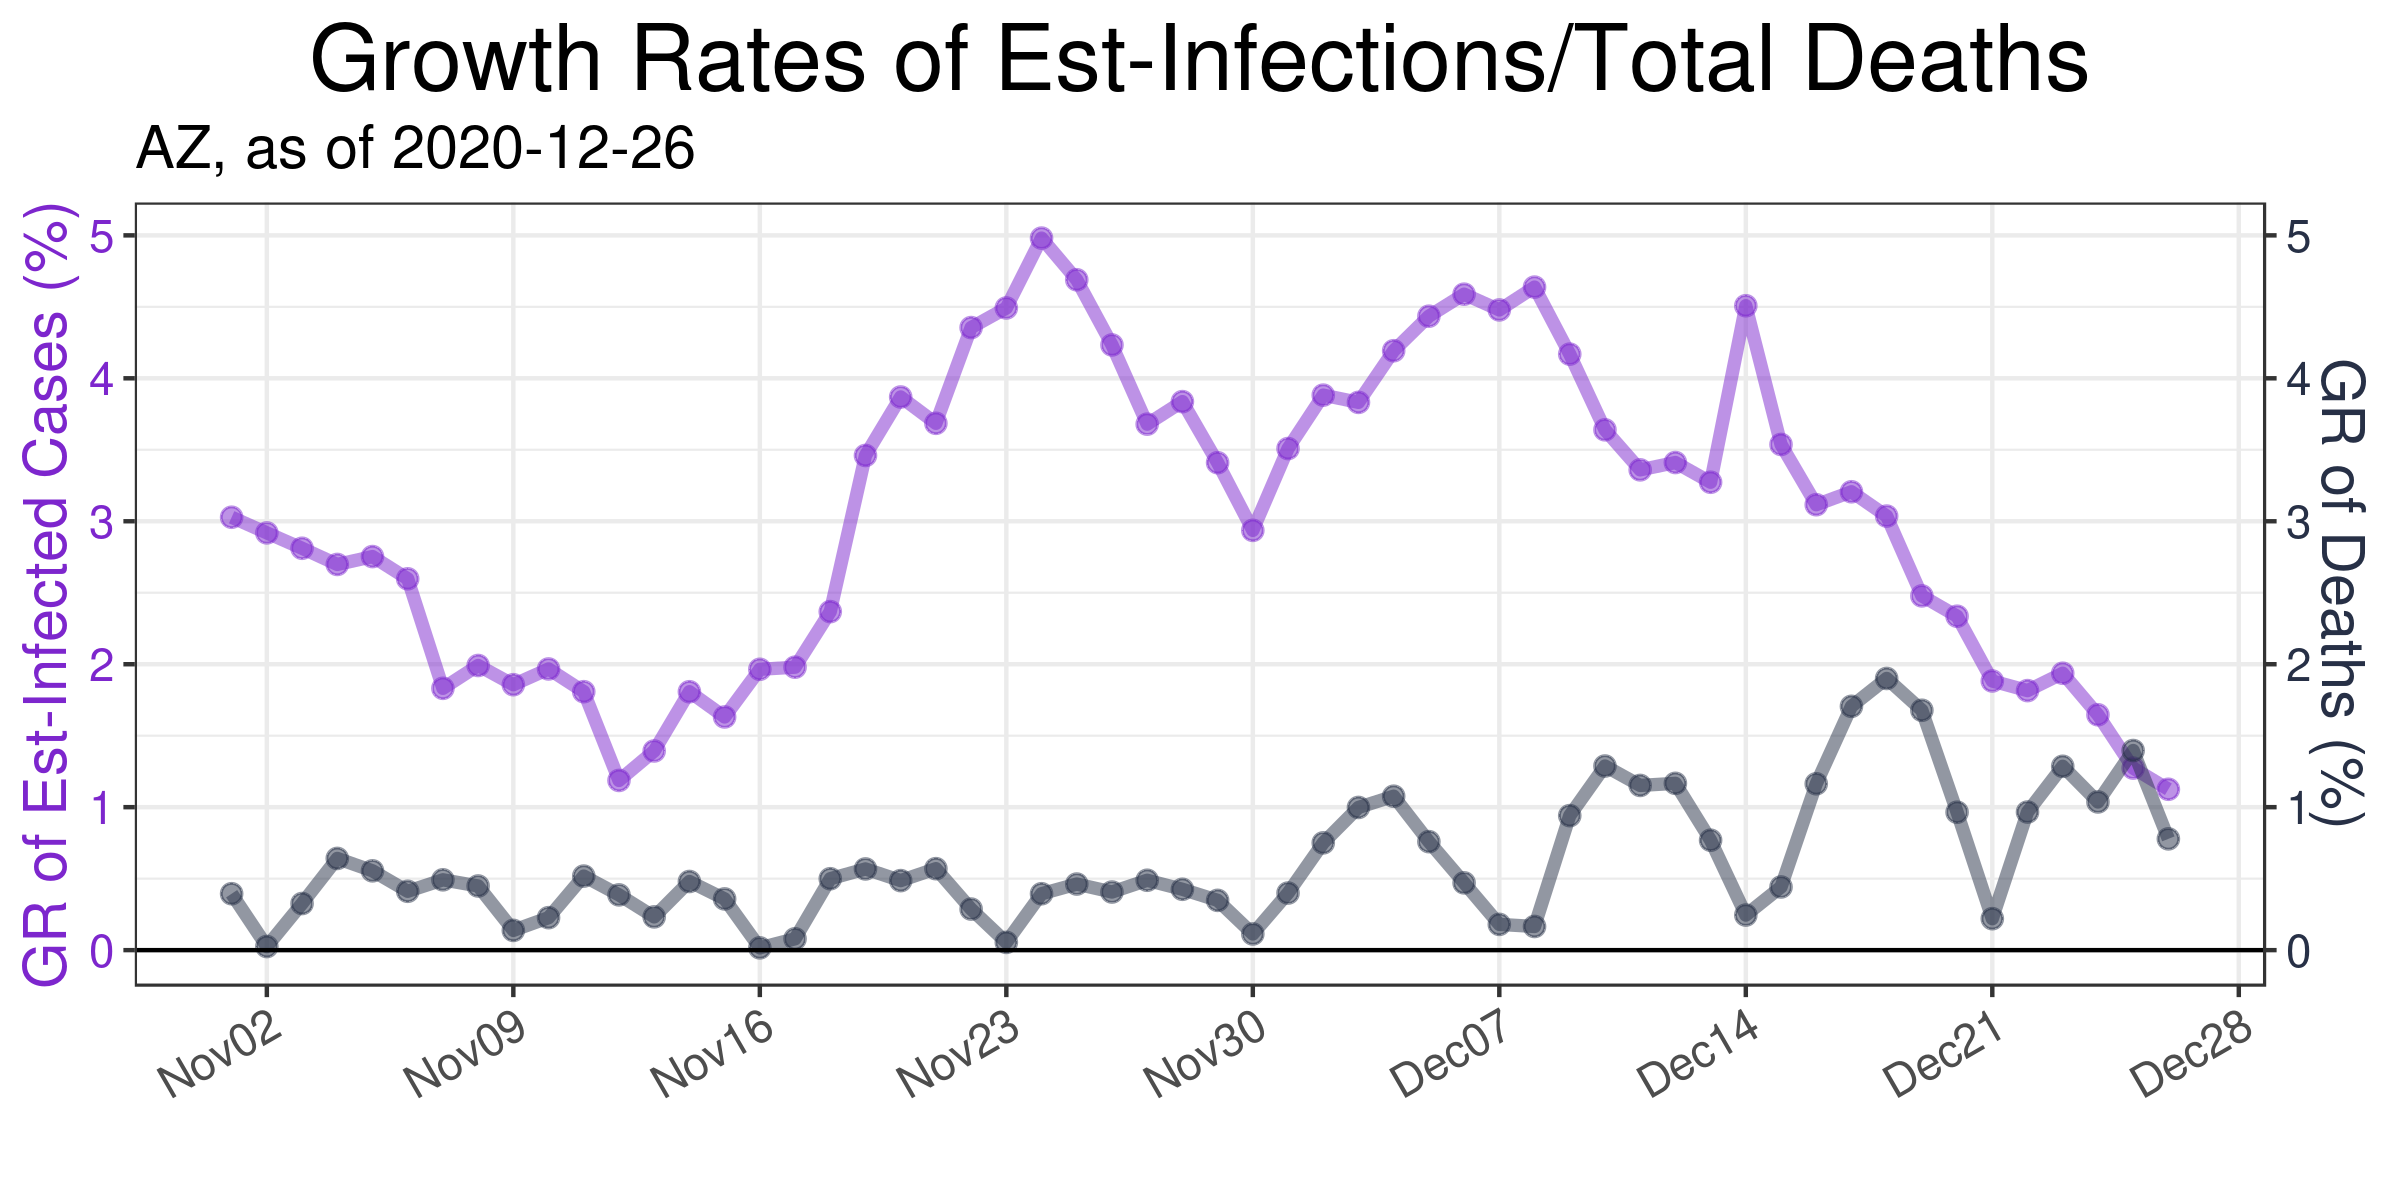 Growth Rates of Est-Infections/Total Deaths
AZ, as of 2020-12-26
GR of Est-Infected Cases (%)
5
4
3
2
1
0
5
4
3
2
1
0
GR of Deaths (%)
Nov02
Nov09
Nov16
Nov23
Nov30
Dec07
Dec14
Dec21
Dec28